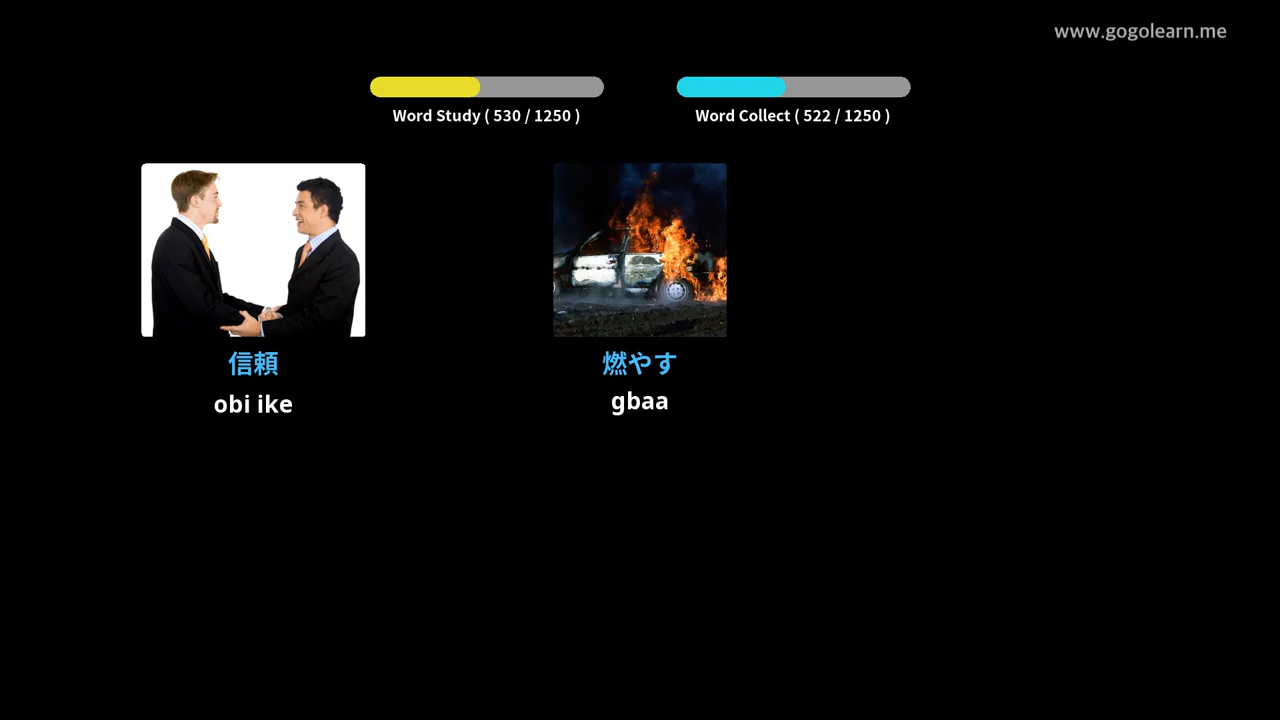 www.gogolearn.me
Word Study ( 530 / 1250 )
Word Collect ( 522 / 1250 )
信頼
obi ike
燃やす
gbaa